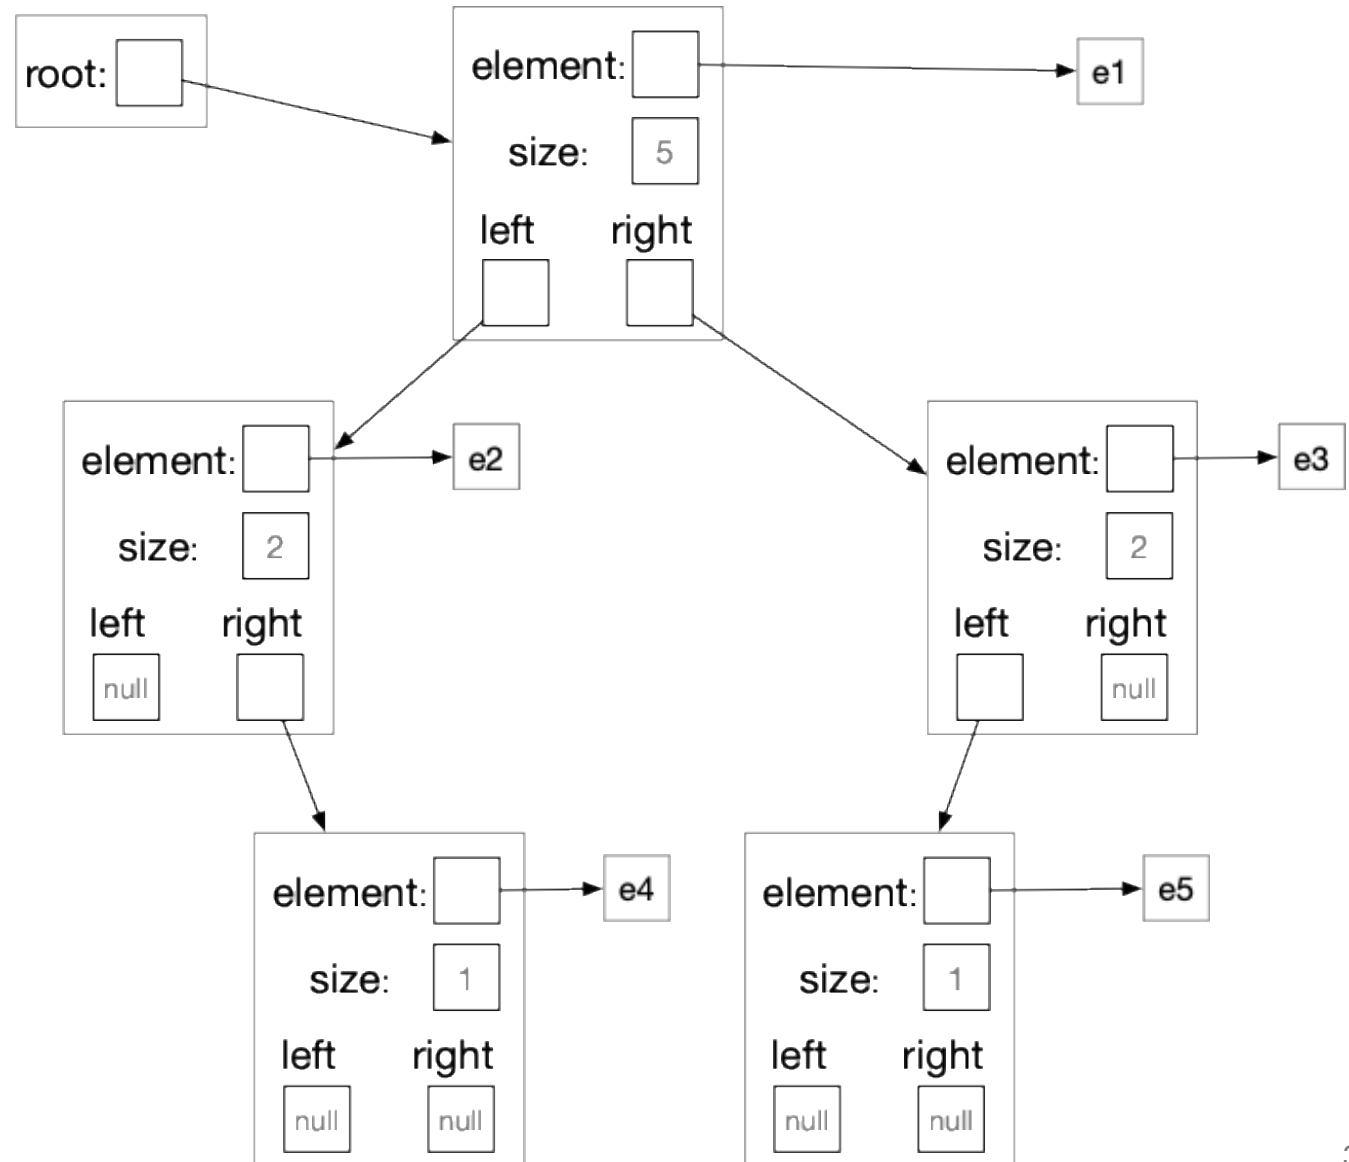 root:
element: e1
size: 5
left right
element: e2
size: 2
left right
null
element: e3
size: 2
left right
null
element: e4
size: 1
left right
null null
element: e5
size: 1
left right
null null